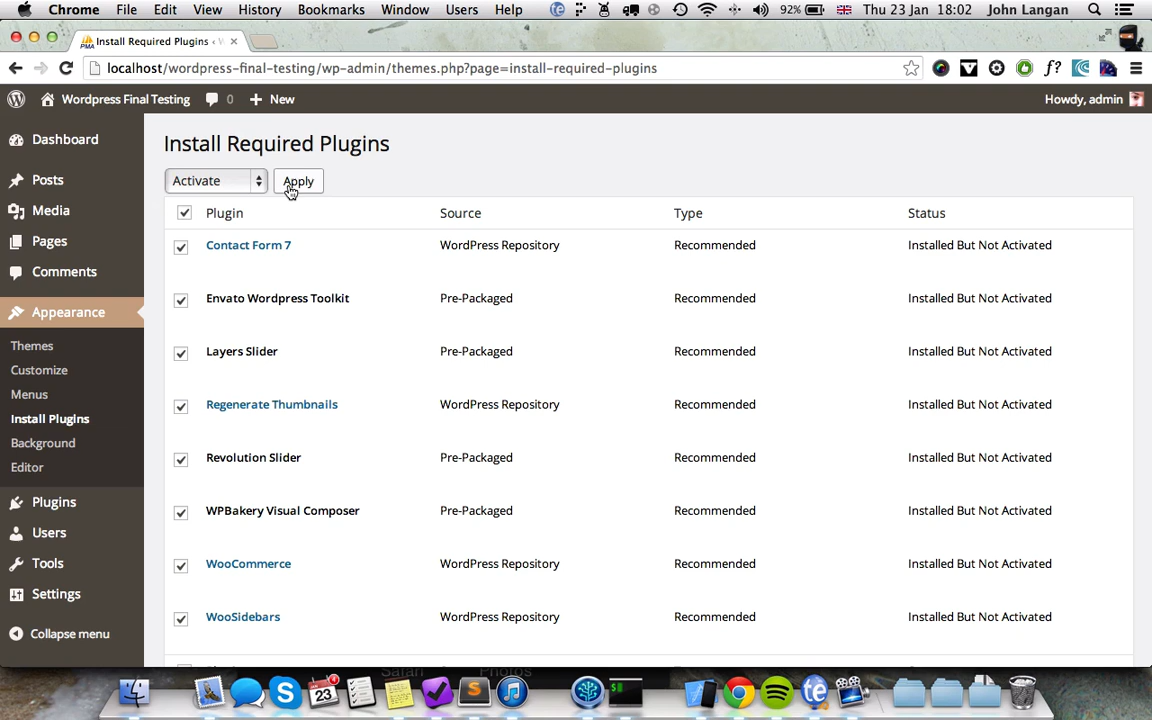 Chrome File Edit View History Bookmarks Window Users Help 92% Thu 23 Jan 18:02 John Langan
Install Required Plugins ‹ W
localhost/wordpress-final-testing/wp-admin/themes.php?page=install-required-plugins
Wordpress Final Testing 0 + New Howdy, admin
Dashboard
Posts
Media
Pages
Comments
Appearance
Themes
Customize
Menus
Install Plugins
Background
Editor
Plugins
Users
Tools
Settings
Collapse menu
Install Required Plugins
Activate Apply
Plugin Source Type Status
Contact Form 7 WordPress Repository Recommended Installed But Not Activated
Envato Wordpress Toolkit Pre-Packaged Recommended Installed But Not Activated
Layers Slider Pre-Packaged Recommended Installed But Not Activated
Regenerate Thumbnails WordPress Repository Recommended Installed But Not Activated
Revolution Slider Pre-Packaged Recommended Installed But Not Activated
WPBakery Visual Composer Pre-Packaged Recommended Installed But Not Activated
WooCommerce WordPress Repository Recommended Installed But Not Activated
WooSidebars WordPress Repository Recommended Installed But Not Activated
Safari Photos
23 4